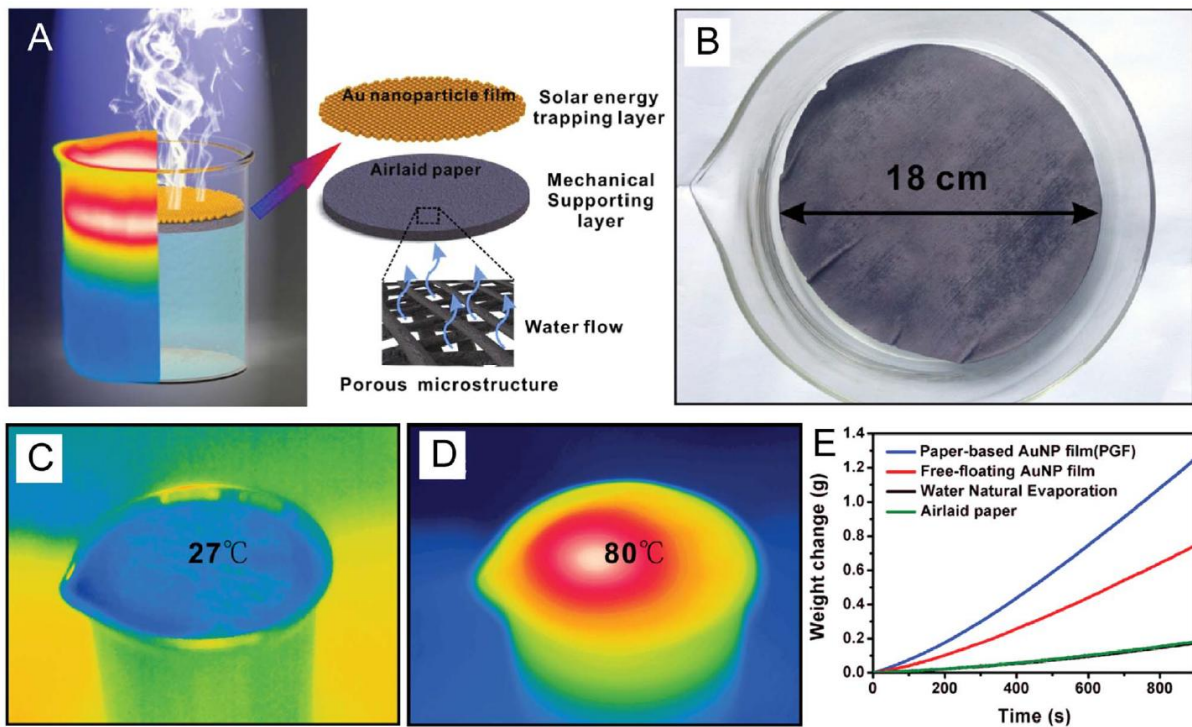 A
Au nanoparticle film
Solar energy
trapping layer
Airlaid paper
Mechanical
Supporting
layer
Water flow
Porous microstructure
B
18 cm
C
27℃
D
80℃
E
Paper-based AuNP film(PGF)
Free-floating AuNP film
Water Natural Evaporation
Airlaid paper
Weight change (g)
1.4
1.2
1.0
0.8
0.6
0.4
0.2
0.0
0
200
400
600
800
Time (s)